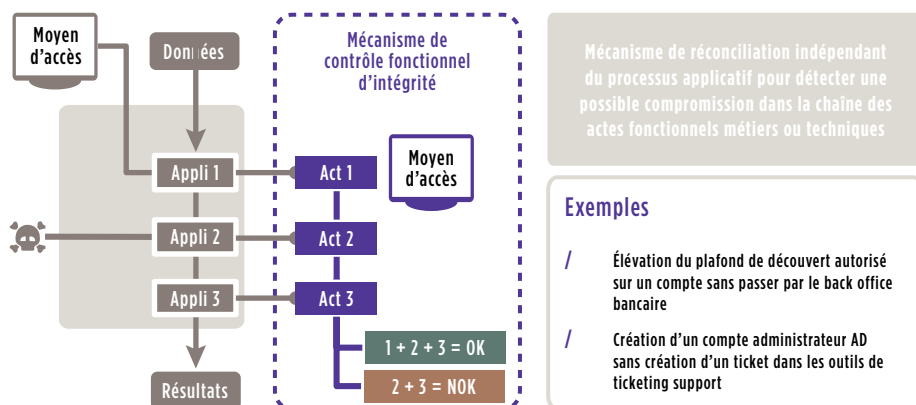 Moyen
d'accès
Données
Mécanisme de
contrôle fonctionnel
d'intégrité
Mécanisme de réconciliation indépendant
du processus applicatif pour détecter une
possible compromission dans la chaîne des
actes fonctionnels métiers ou techniques
Appli 1
Act 1
Moyen
d'accès
Appli 2
Act 2
Appli 3
Act 3
1 + 2 + 3 = OK
2 + 3 = NOK
Résultats
Exemples
/ Élévation du plafond de découvert autorisé
sur un compte sans passer par le back office
bancaire
/ Création d'un compte administrateur AD
sans création d'un ticket dans les outils de
ticketing support